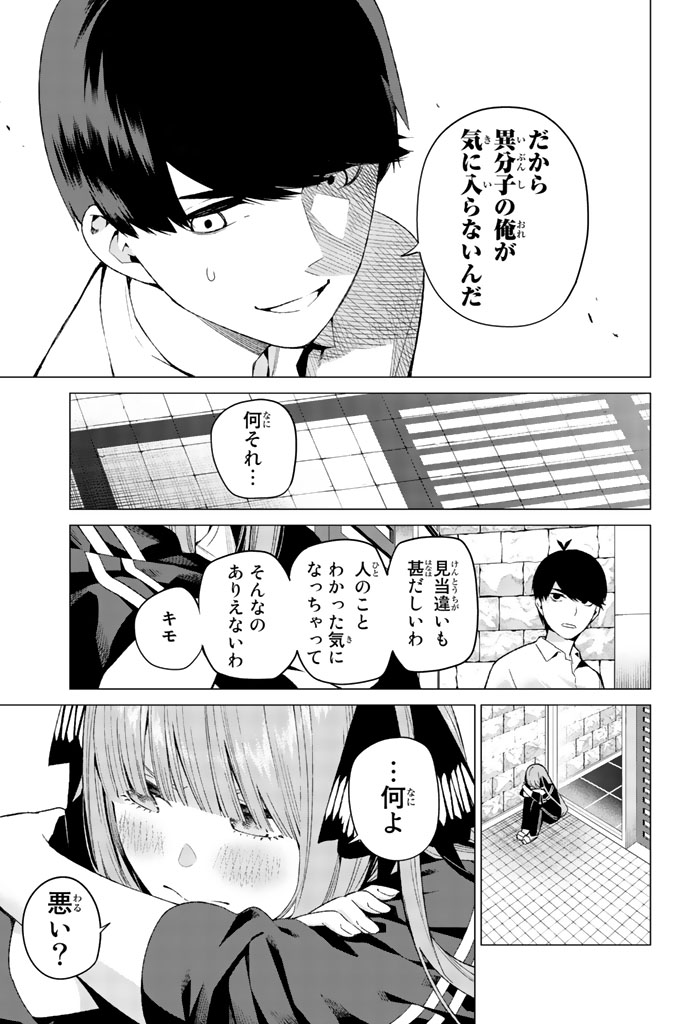 だから
異分子の俺が
気に入らないんだ
何それ…
見当違いも
甚だしいわ
人のこと
わかった気に
なっちゃって
そんなの
ありえないわ
キモ
…何よ
悪い?